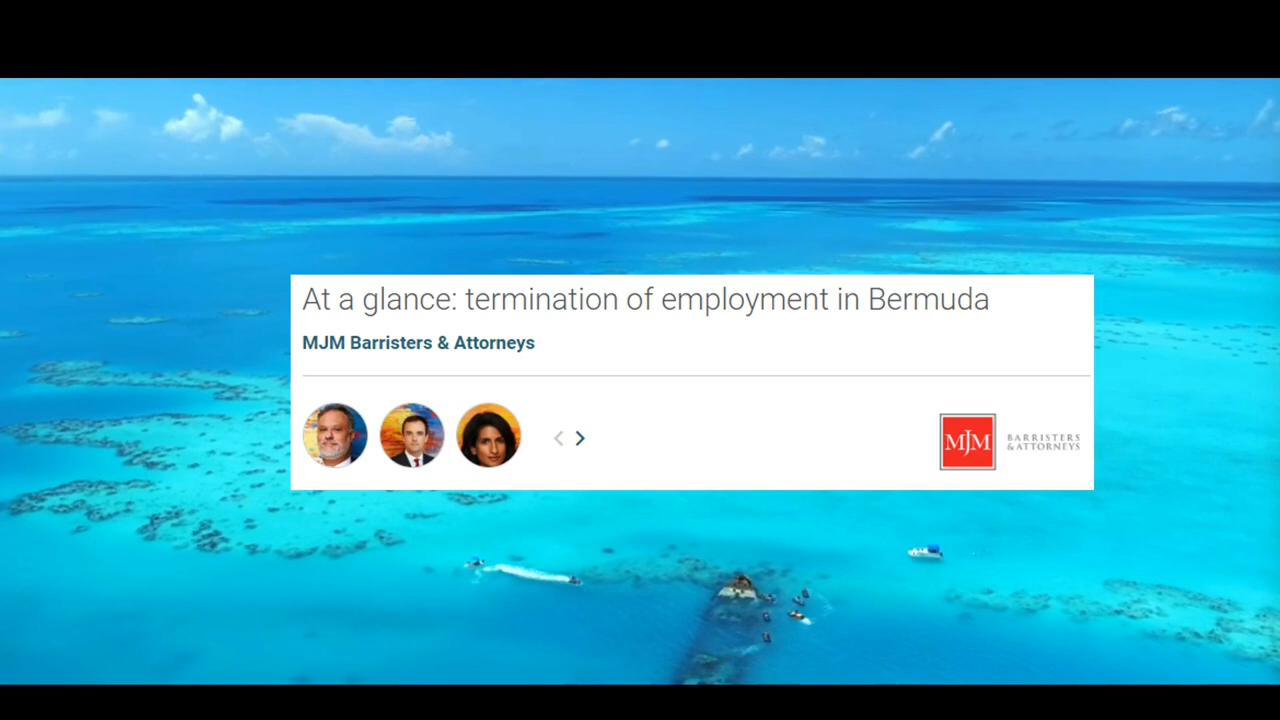 At a glance: termination of employment in Bermuda
MJM Barristers & Attorneys
MJM
BARRISTERS
& ATTORNEYS